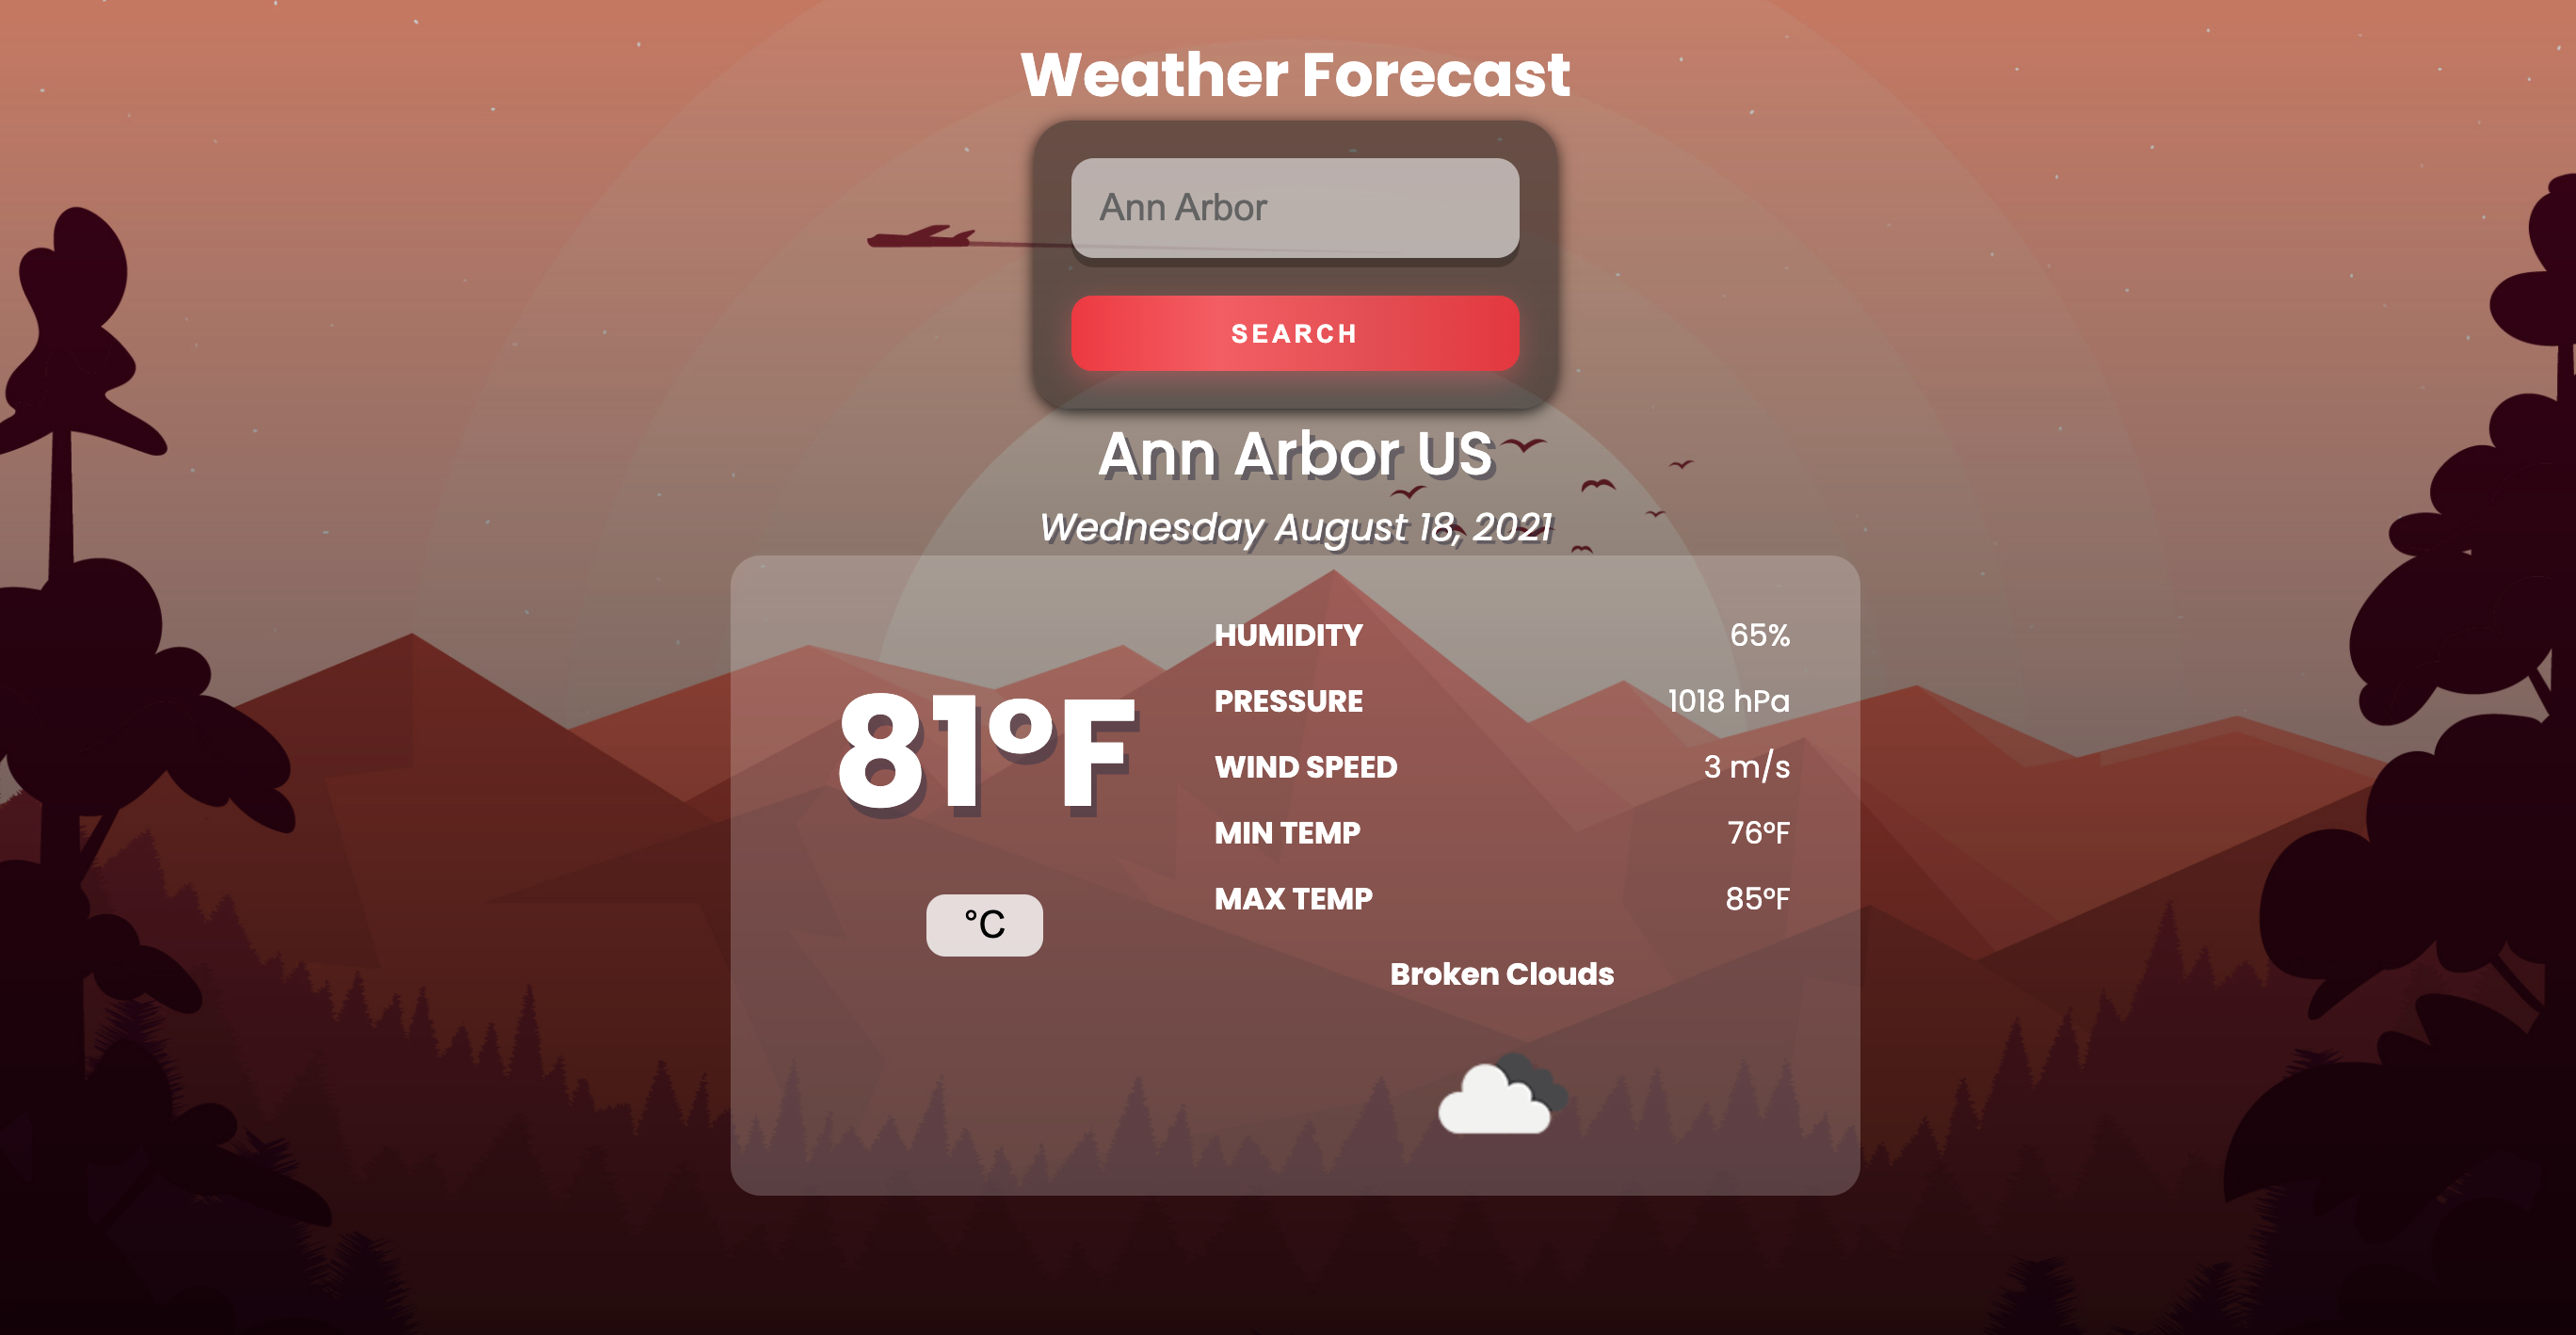 Weather Forecast
Ann Arbor
SEARCH
Ann Arbor US
Wednesday August 18, 2021
81°F
°C
HUMIDITY 65%
PRESSURE 1018 hPa
WIND SPEED 3 m/s
MIN TEMP 76°F
MAX TEMP 85°F
Broken Clouds